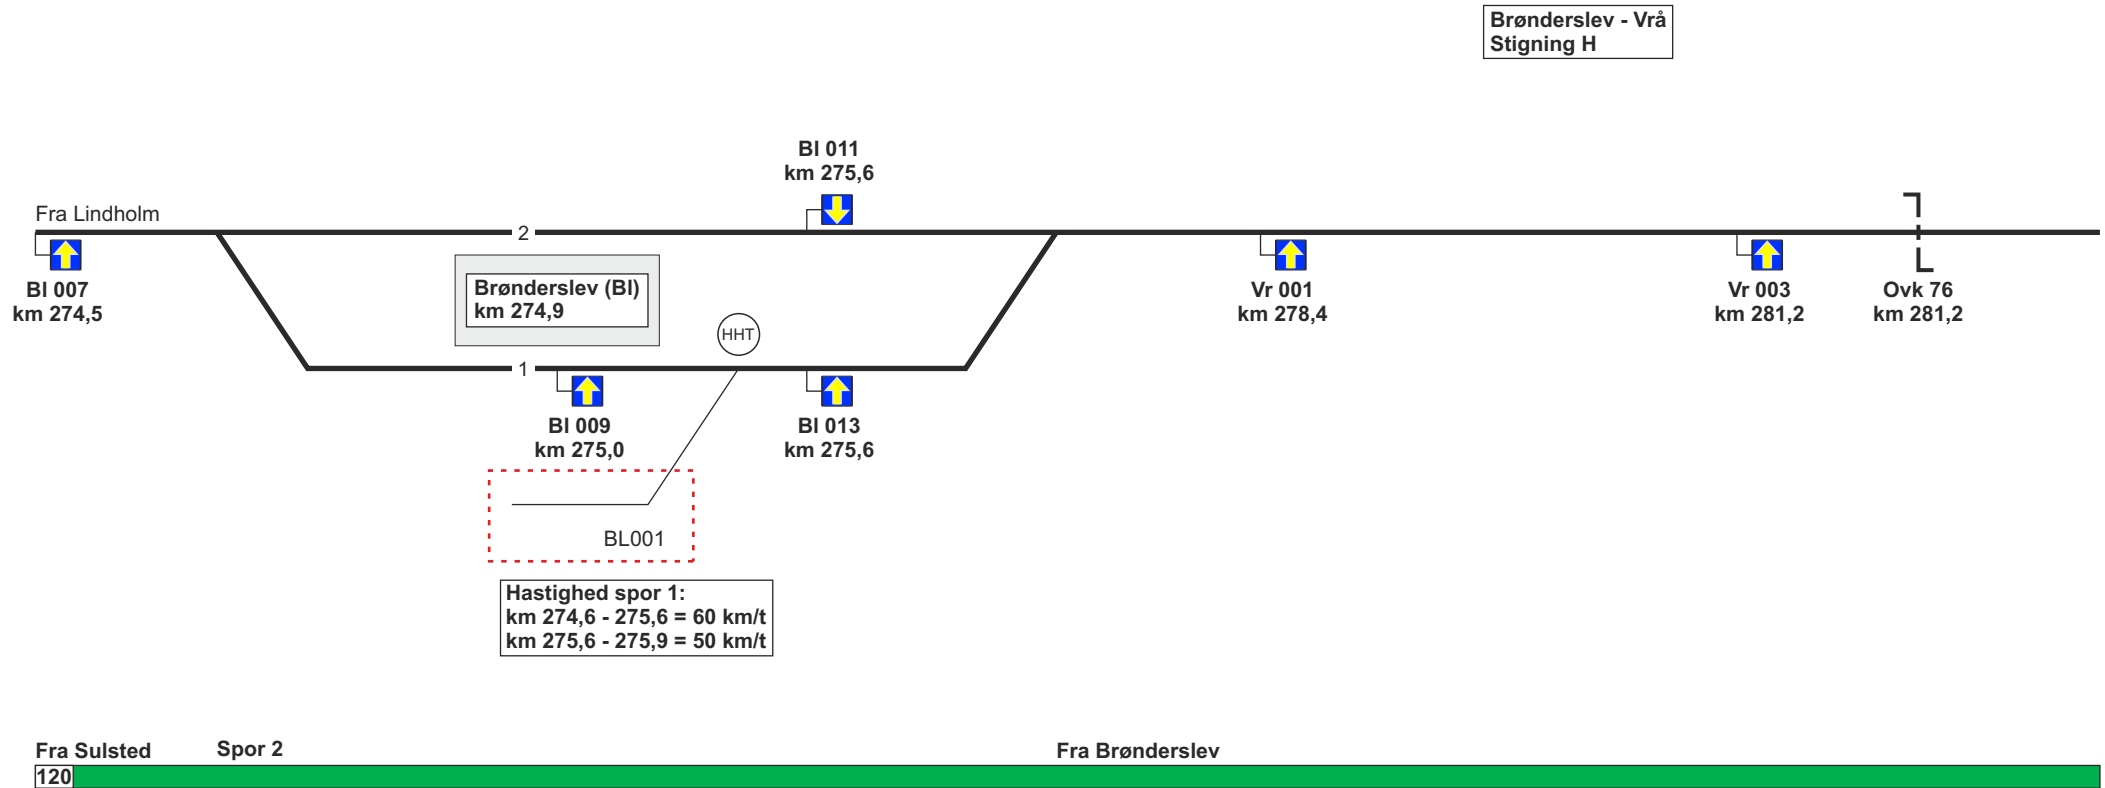 Brønderslev - Vrå
Stigning H
Bl 011
km 275,6
Fra Lindholm
2
Bl 007
km 274,5
Brønderslev (Bl)
km 274,9
HHT
Vr 001
km 278,4
Vr 003
km 281,2
Ovk 76
km 281,2
1
Bl 009
km 275,0
Bl 013
km 275,6
BL001
Hastighed spor 1:
km 274,6 - 275,6 = 60 km/t
km 275,6 - 275,9 = 50 km/t
Fra Sulsted
Spor 2
Fra Brønderslev
120